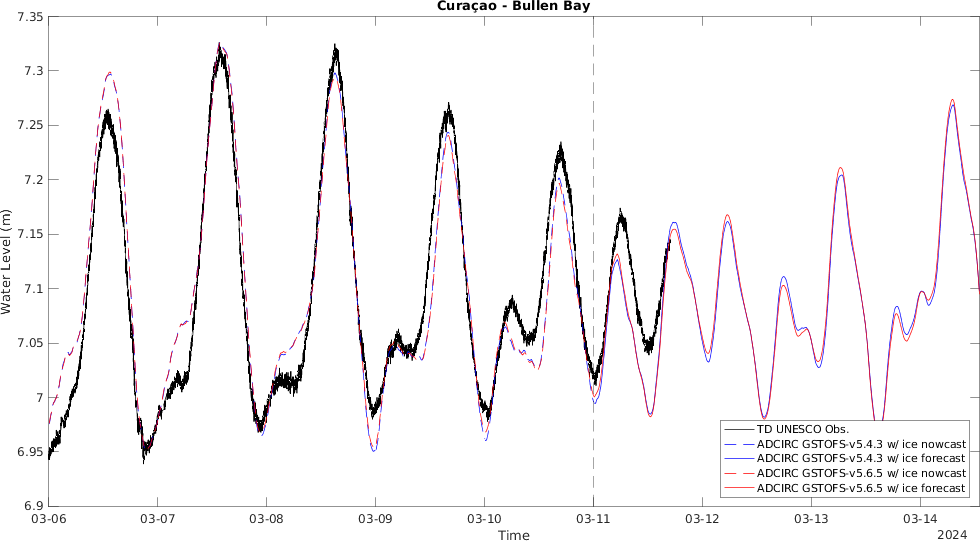 Curaçao - Bullen Bay
7.35
7.3
7.25
7.2
7.15
7.1
7.05
7
6.95
6.9
Water Level (m)
03-06
03-07
03-08
03-09
03-10
03-11
03-12
03-13
03-14
Time
2024
TD UNESCO Obs.
ADCIRC GSTOFS-v5.4.3 w/ ice nowcast
ADCIRC GSTOFS-v5.4.3 w/ ice forecast
ADCIRC GSTOFS-v5.6.5 w/ ice nowcast
ADCIRC GSTOFS-v5.6.5 w/ ice forecast